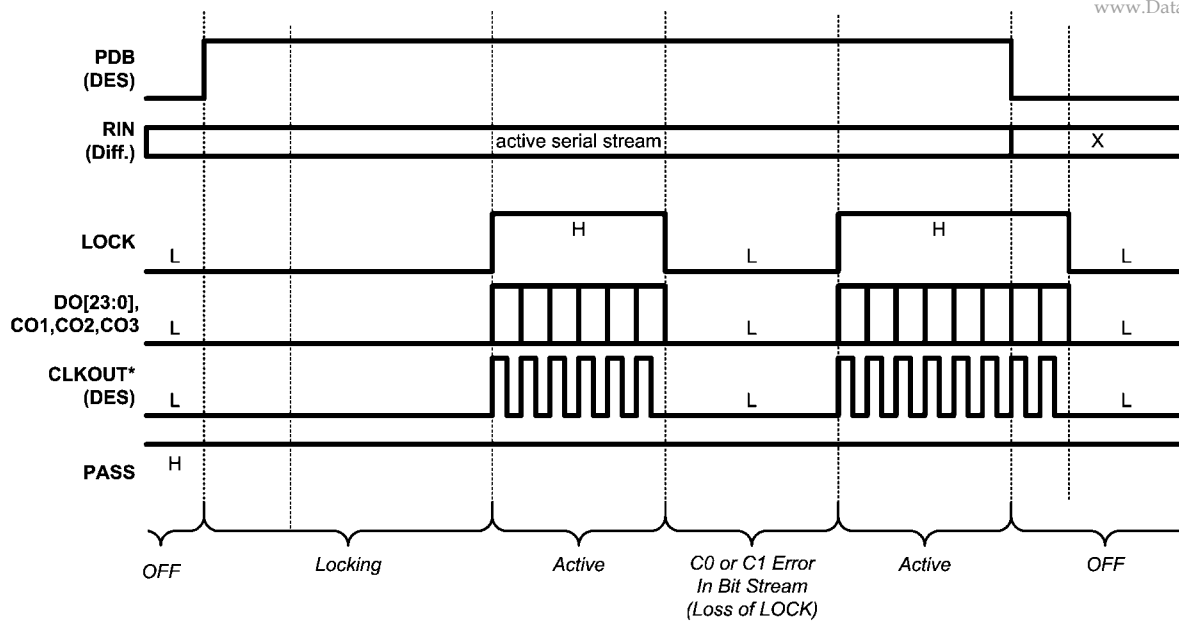 www.Data
PDB
(DES)
RIN
(Diff.)
active serial stream
X
LOCK
L
H
L
H
L
DO[23:0],
CO1,CO2,CO3
L
L
L
CLKOUT*
(DES)
L
L
L
PASS
H
OFF
Locking
Active
C0 or C1 Error
In Bit Stream
(Loss of LOCK)
Active
OFF